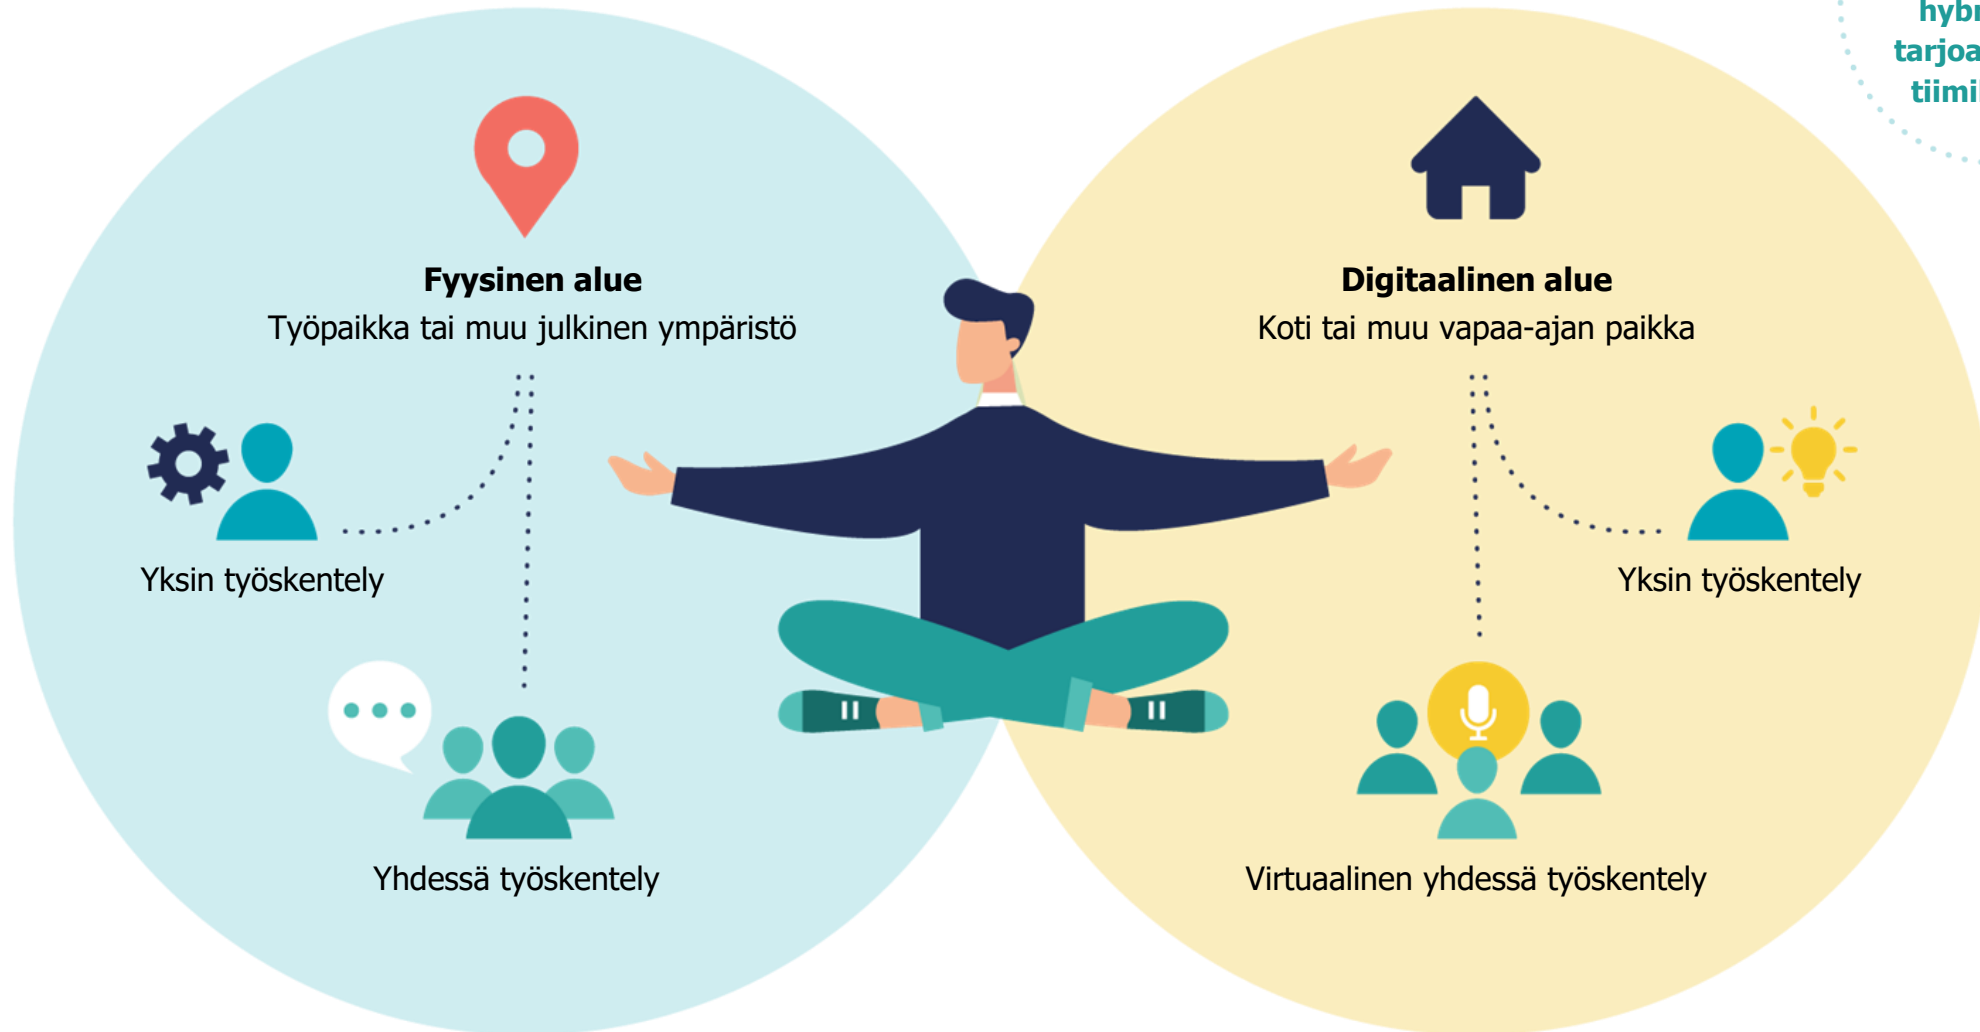 Fyysinen alue
Työpaikka tai muu julkinen ympäristö
Yksin työskentely
Yhdessä työskentely
Digitaalinen alue
Koti tai muu vapaa-ajan paikka
Yksin työskentely
Virtuaalinen yhdessä työskentely